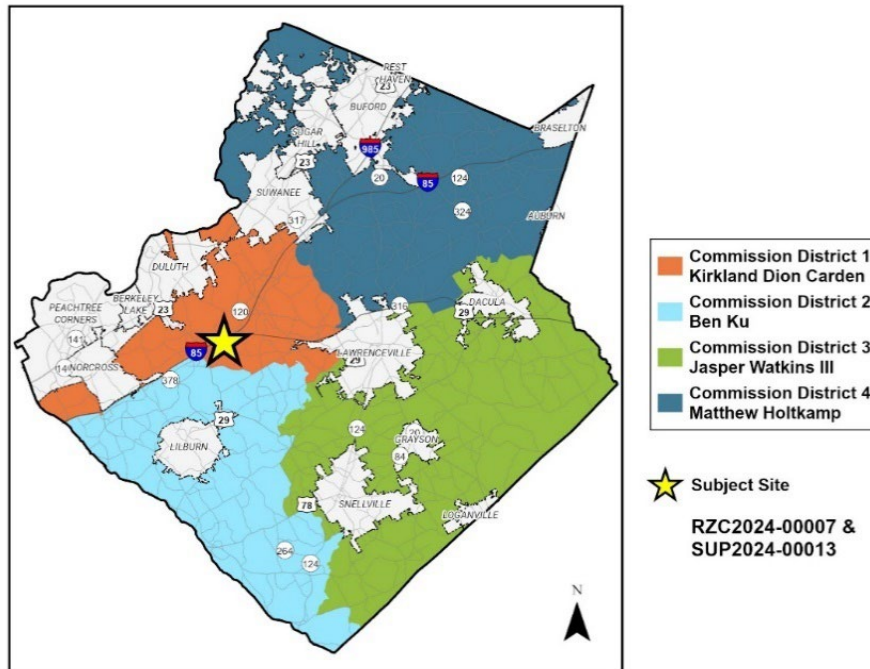 REST
HAVEN
23
BUFORD
BRASELTON
SUGAR
HILL
985
23
20
85
124
SUWANEE
324
317
AUBURN
DULUTH
BERKELEY
LAKE
PEACHTREE
CORNERS
23
120
316
29
DACULA
141
NORCROSS
85
LAWRENCEVILLE
29
378
29
LILBURN
124
20
GRAYSON
84
SNELLVILLE
78
LOGANVILLE
264
124
N
Commission District 1
Kirkland Dion Carden
Commission District 2
Ben Ku
Commission District 3
Jasper Watkins III
Commission District 4
Matthew Holtkamp
Subject Site
RZC2024-00007 &
SUP2024-00013